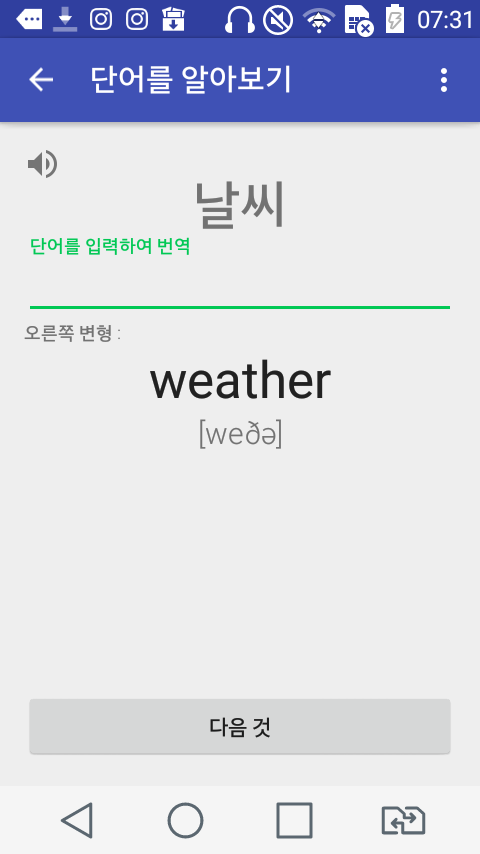 07:31
단어를 알아보기
날씨
단어를 입력하여 번역
오른쪽 변형 :
weather
[weðə]
다음 것